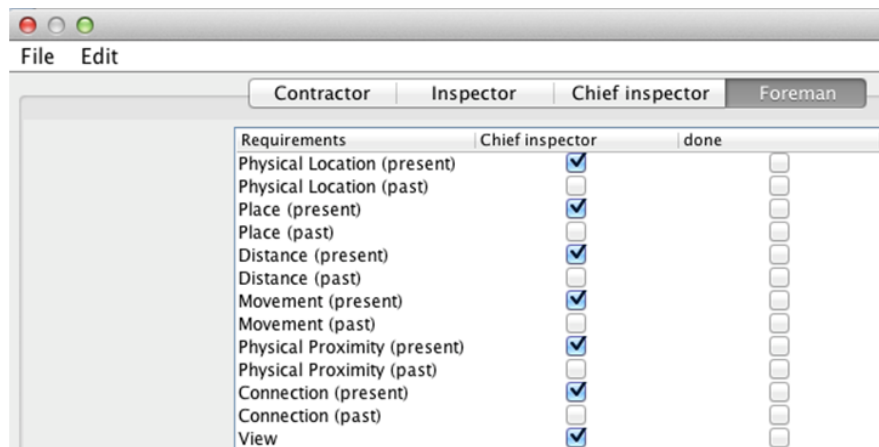 File Edit
Contractor Inspector Chief inspector Foreman
Requirements Chief inspector done
Physical Location (present)
Physical Location (past)
Place (present)
Place (past)
Distance (present)
Distance (past)
Movement (present)
Movement (past)
Physical Proximity (present)
Physical Proximity (past)
Connection (present)
Connection (past)
View